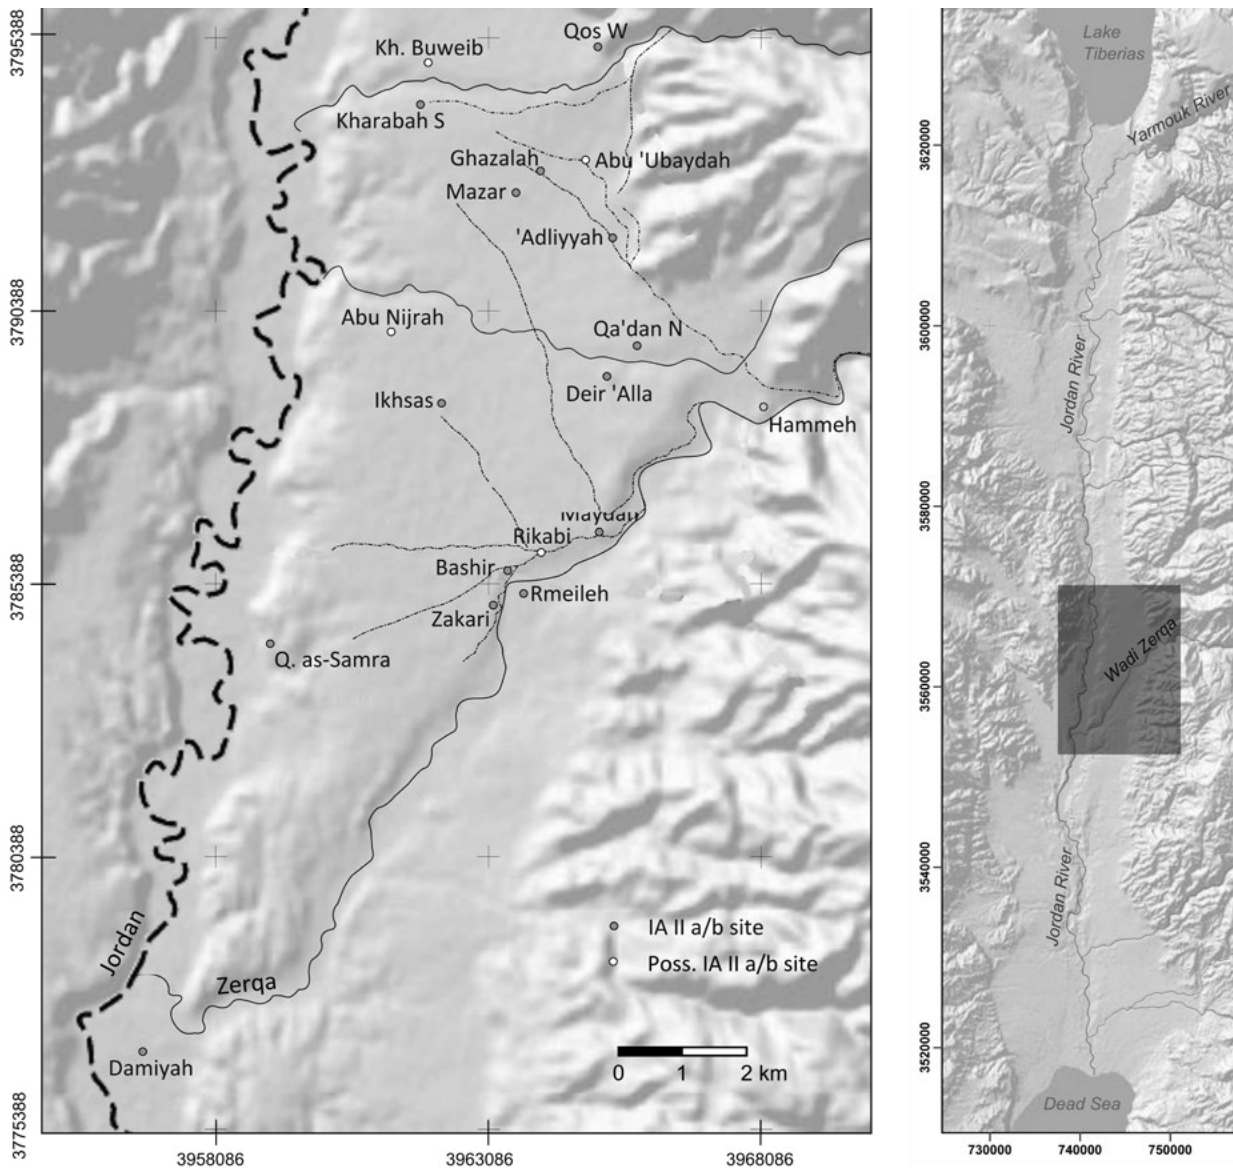 3795388
3790388
3785388
3780388
3775388
Qos W
Kh. Buweib
Kharabah S
Ghazalah
Abu 'Ubaydah
Mazar
'Adliyyah
Abu Nijrah
Qa'dan N
Ikhsas
Deir 'Alla
Hammeh
Maydan
Rikabi
Bashir
Rmeileh
Zakari
Q. as-Samra
Jordan
Zerqa
Damiyah
IA II a/b site
Poss. IA II a/b site
0 1 2 km
3958086 3963086 3968086
Lake
Tiberias
Yarmouk River
Jordan River
Wadi Zerqa
Jordan River
Dead Sea
3620000
3600000
3580000
3560000
3540000
3520000
730000 740000 750000